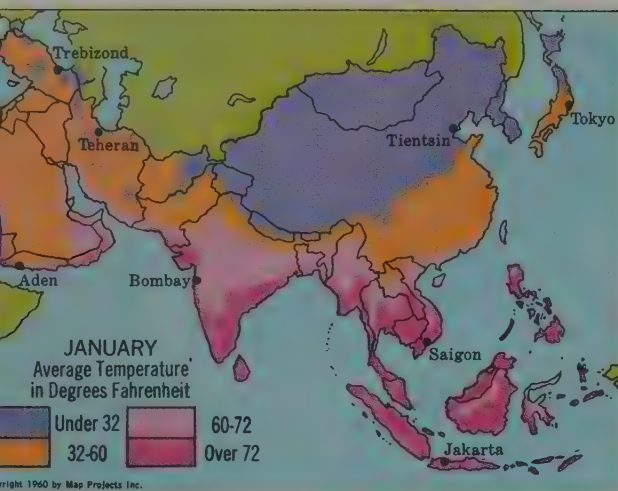 Trebizond
Tokyo
Teheran
Tientsin
Aden
Bombay
Saigon
JANUARY
Average Temperature
in Degrees Fahrenheit
Under 32
60-72
32-60
Over 72
Jakarta
right 1960 by Map Projects Inc.